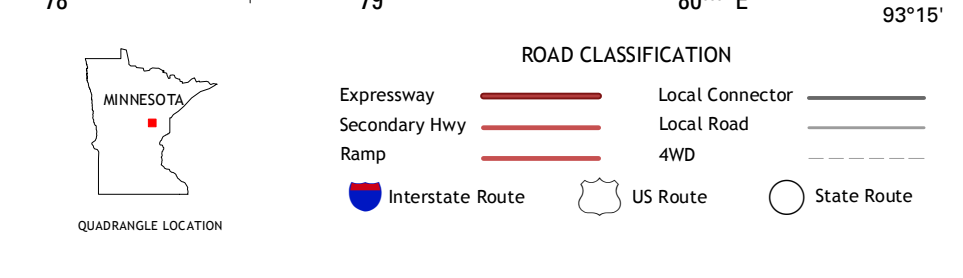 93°15'
ROAD CLASSIFICATION
MINNESOTA
QUADRANGLE LOCATION
Expressway
Secondary Hwy
Ramp
Local Connector
Local Road
4WD
Interstate Route
US Route
State Route